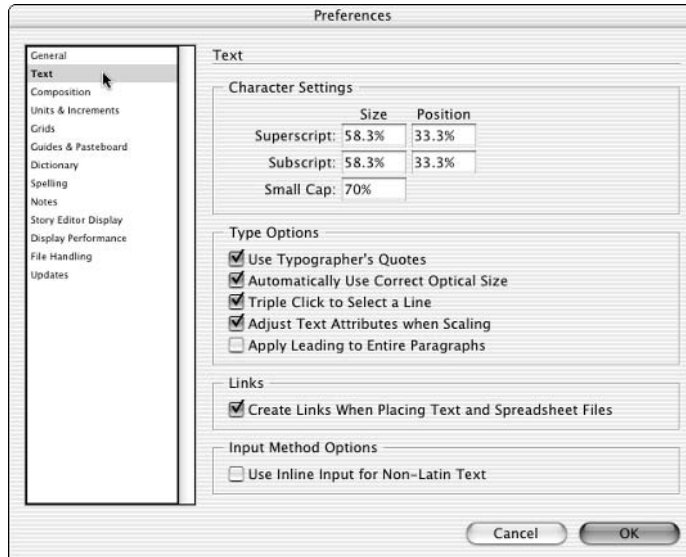 Preferences
General
Text
Composition
Units & Increments
Grids
Guides & Pasteboard
Dictionary
Spelling
Notes
Story Editor Display
Display Performance
File Handling
Updates
Text
Character Settings
Size Position
Superscript: 58.3% 33.3%
Subscript: 58.3% 33.3%
Small Cap: 70%
Type Options
Use Typographer's Quotes
Automatically Use Correct Optical Size
Triple Click to Select a Line
Adjust Text Attributes when Scaling
Apply Leading to Entire Paragraphs
Links
Create Links When Placing Text and Spreadsheet Files
Input Method Options
Use Inline Input for Non-Latin Text
Cancel OK